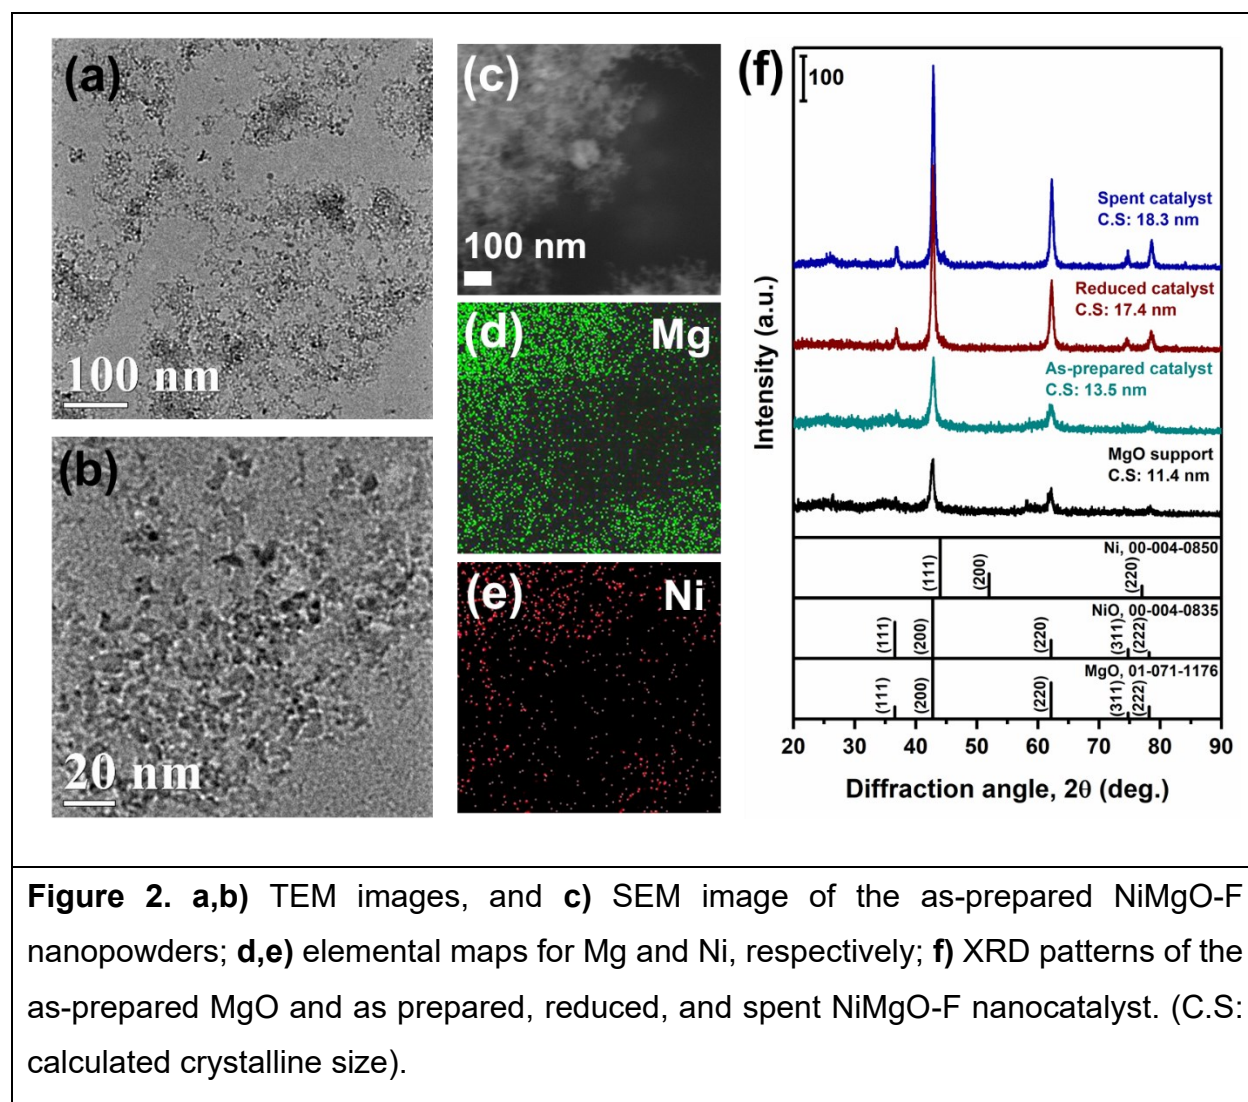 (a)
100 nm
(b)
20 nm
(c)
100 nm
(d) Mg
(e) Ni
(f)
100
Spent catalyst
C.S: 18.3 nm
Reduced catalyst
C.S: 17.4 nm
As-prepared catalyst
C.S: 13.5 nm
MgO support
C.S: 11.4 nm
Ni, 00-004-0850
(111) (200) (220)
NiO, 00-004-0835
(111) (200) (220) (311) (222)
MgO, 01-071-1176
(111) (200) (220) (311) (222)
20 30 40 50 60 70 80 90
Diffraction angle, 2θ (deg.)
Intensity (a.u.)
Figure 2. a,b) TEM images, and c) SEM image of the as-prepared NiMgO-F
nanopowders; d,e) elemental maps for Mg and Ni, respectively; f) XRD patterns of the
as-prepared MgO and as prepared, reduced, and spent NiMgO-F nanocatalyst. (C.S:
calculated crystalline size).